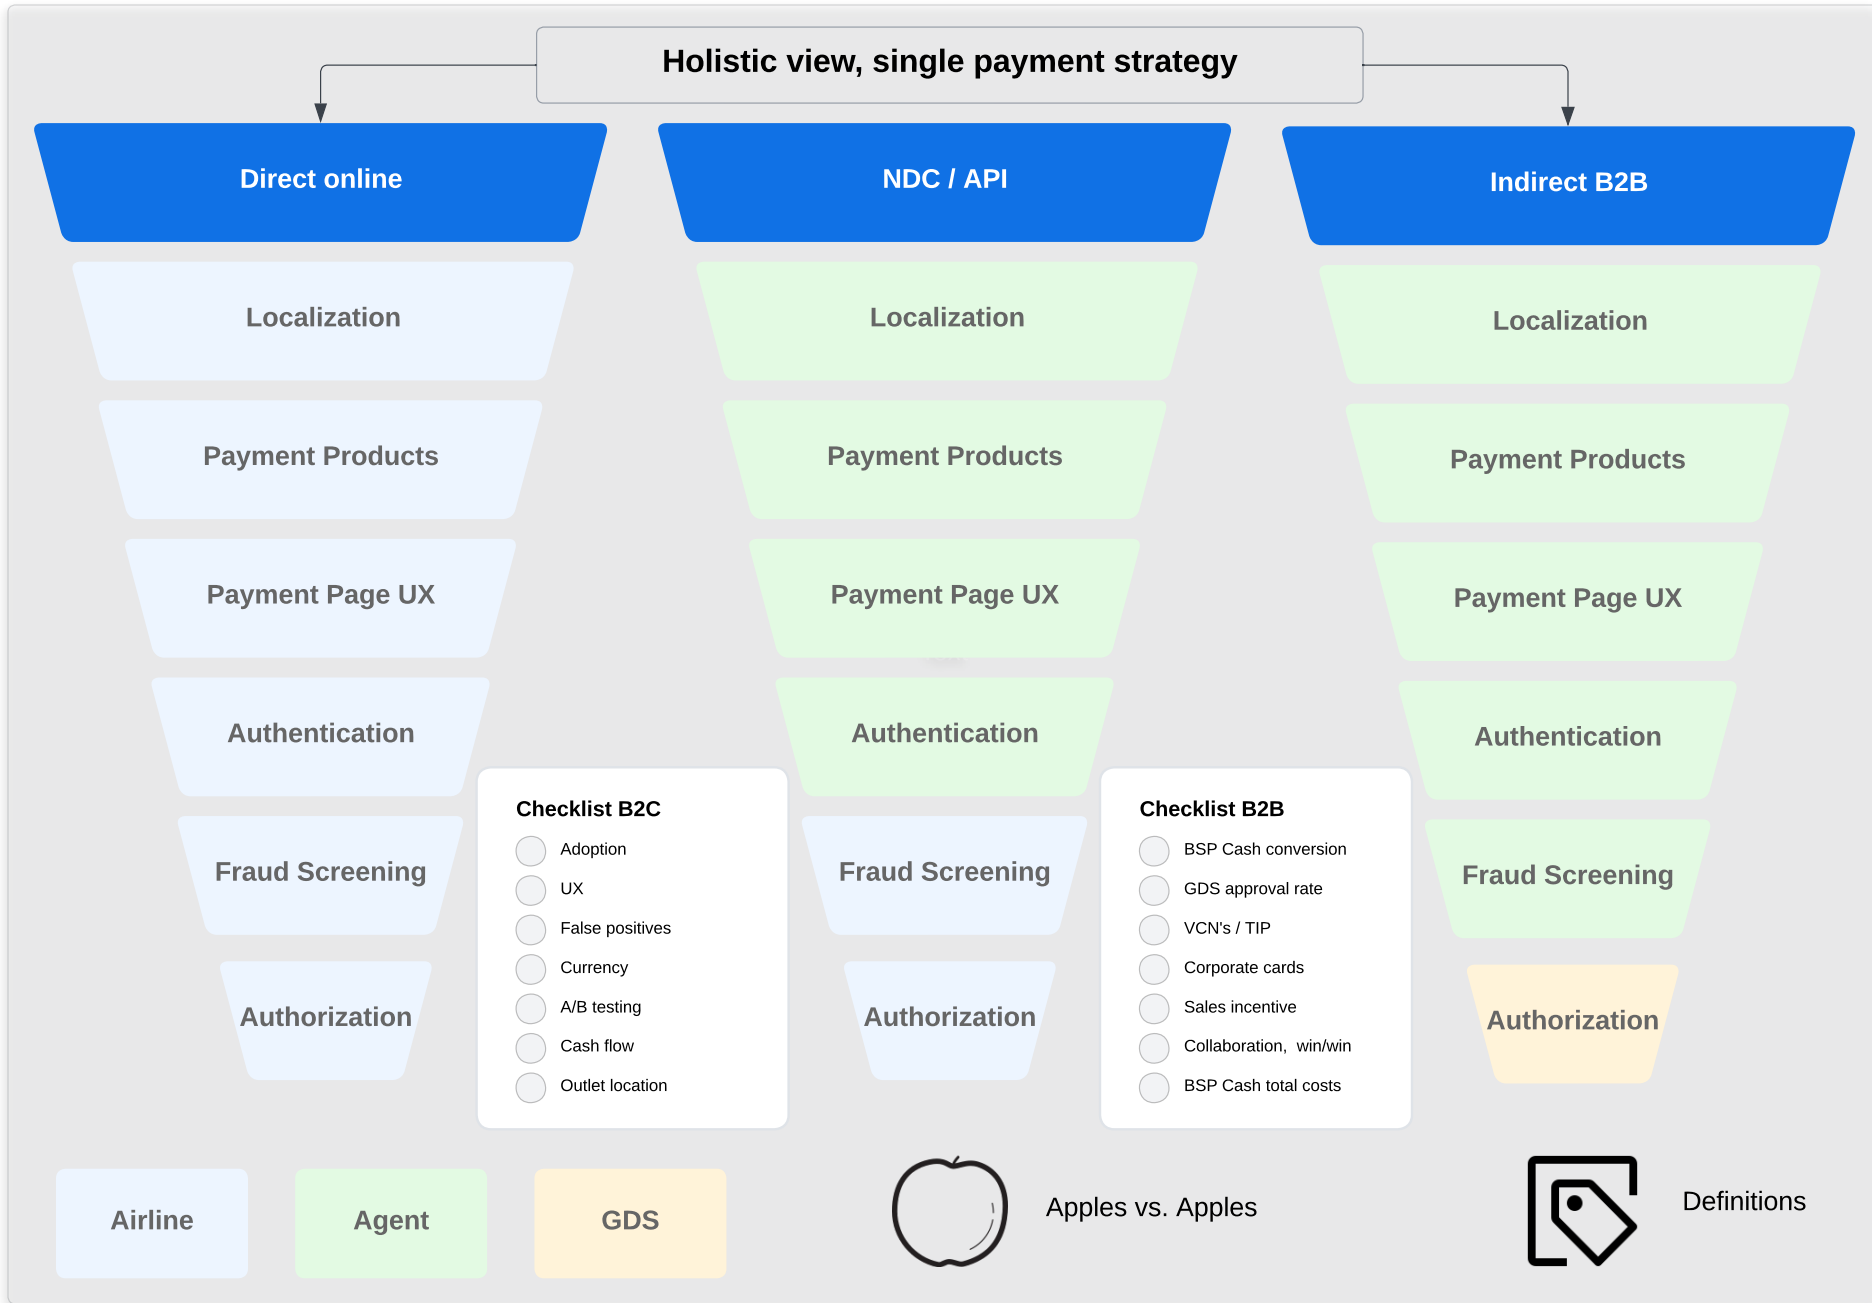 Holistic view, single payment strategy
Direct online
Localization
Payment Products
Payment Page UX
Authentication
Fraud Screening
Authorization
NDC / API
Localization
Payment Products
Payment Page UX
Authentication
Fraud Screening
Authorization
Indirect B2B
Localization
Payment Products
Payment Page UX
Authentication
Fraud Screening
Authorization
Checklist B2C
Adoption
UX
False positives
Currency
A/B testing
Cash flow
Outlet location
Checklist B2B
BSP Cash conversion
GDS approval rate
VCN's / TIP
Corporate cards
Sales incentive
Collaboration,  win/win
BSP Cash total costs
Airline
Agent
GDS
Apples vs. Apples
Definitions